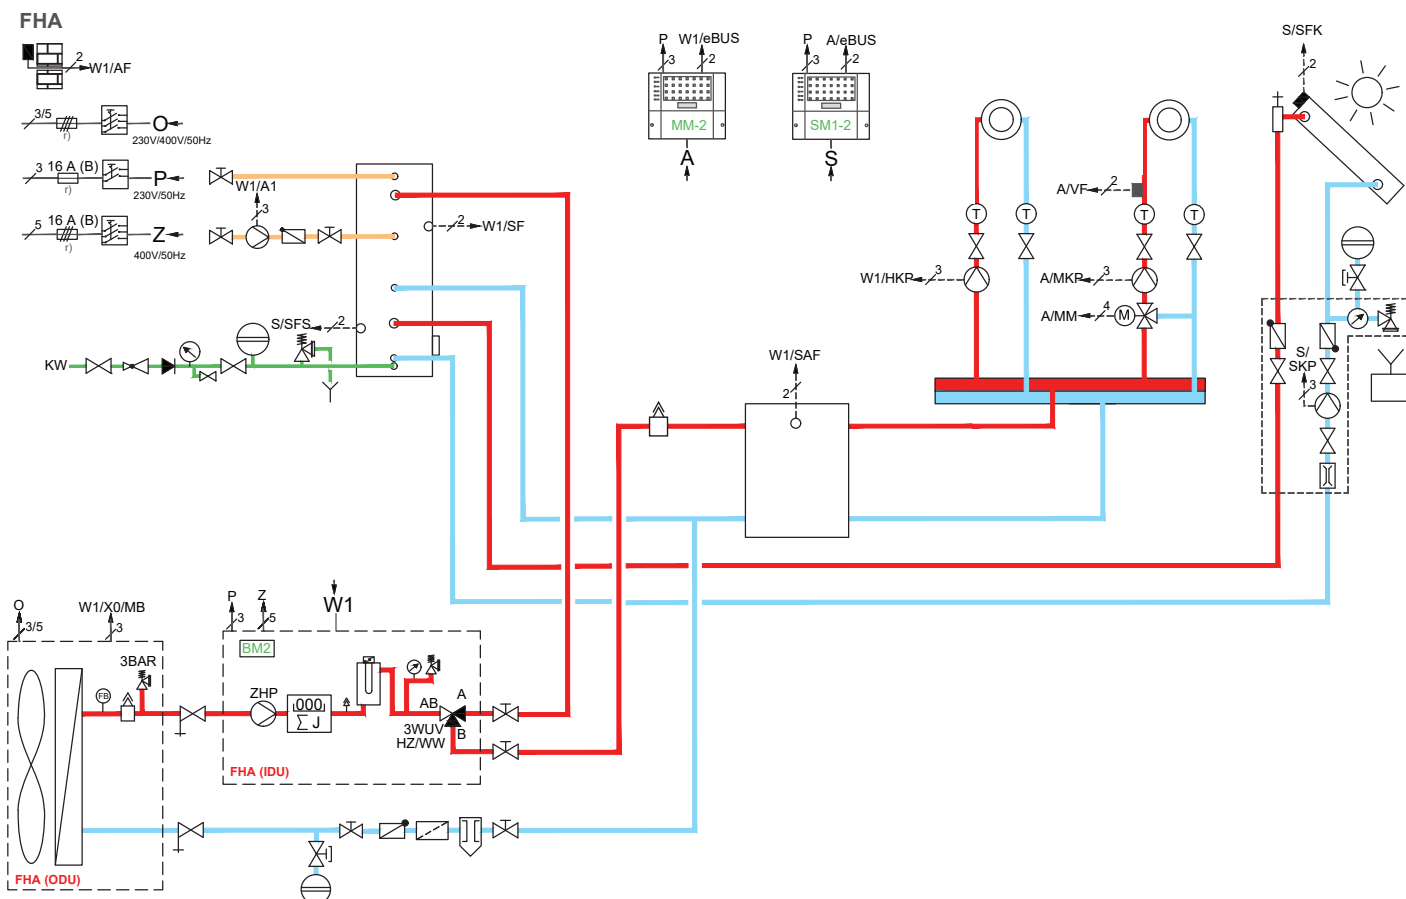 FHA
2
W1/AF
3/5
r)
O
230V/400V/50Hz
3
16 A (B)
r)
P
230V/50Hz
5
16 A (B)
r)
Z
400V/50Hz
W1/A1
3
2
W1/SF
S/SFS
2
KW
P
3
W1/eBUS
2
MM-2
A
P
3
A/eBUS
2
SM1-2
S
A/VF
2
T
T
T
T
W1/HKP
3
A/MKP
3
A/MM
4
M
S/SFK
2
S/
SKP
3
W1/SAF
2
O
3/5
W1/X0/MB
3
3BAR
FB
FHA (ODU)
P
3
Z
5
W1
BM2
ZHP
000
Σ J
AB
A
B
3WUV
HZ/WW
FHA (IDU)